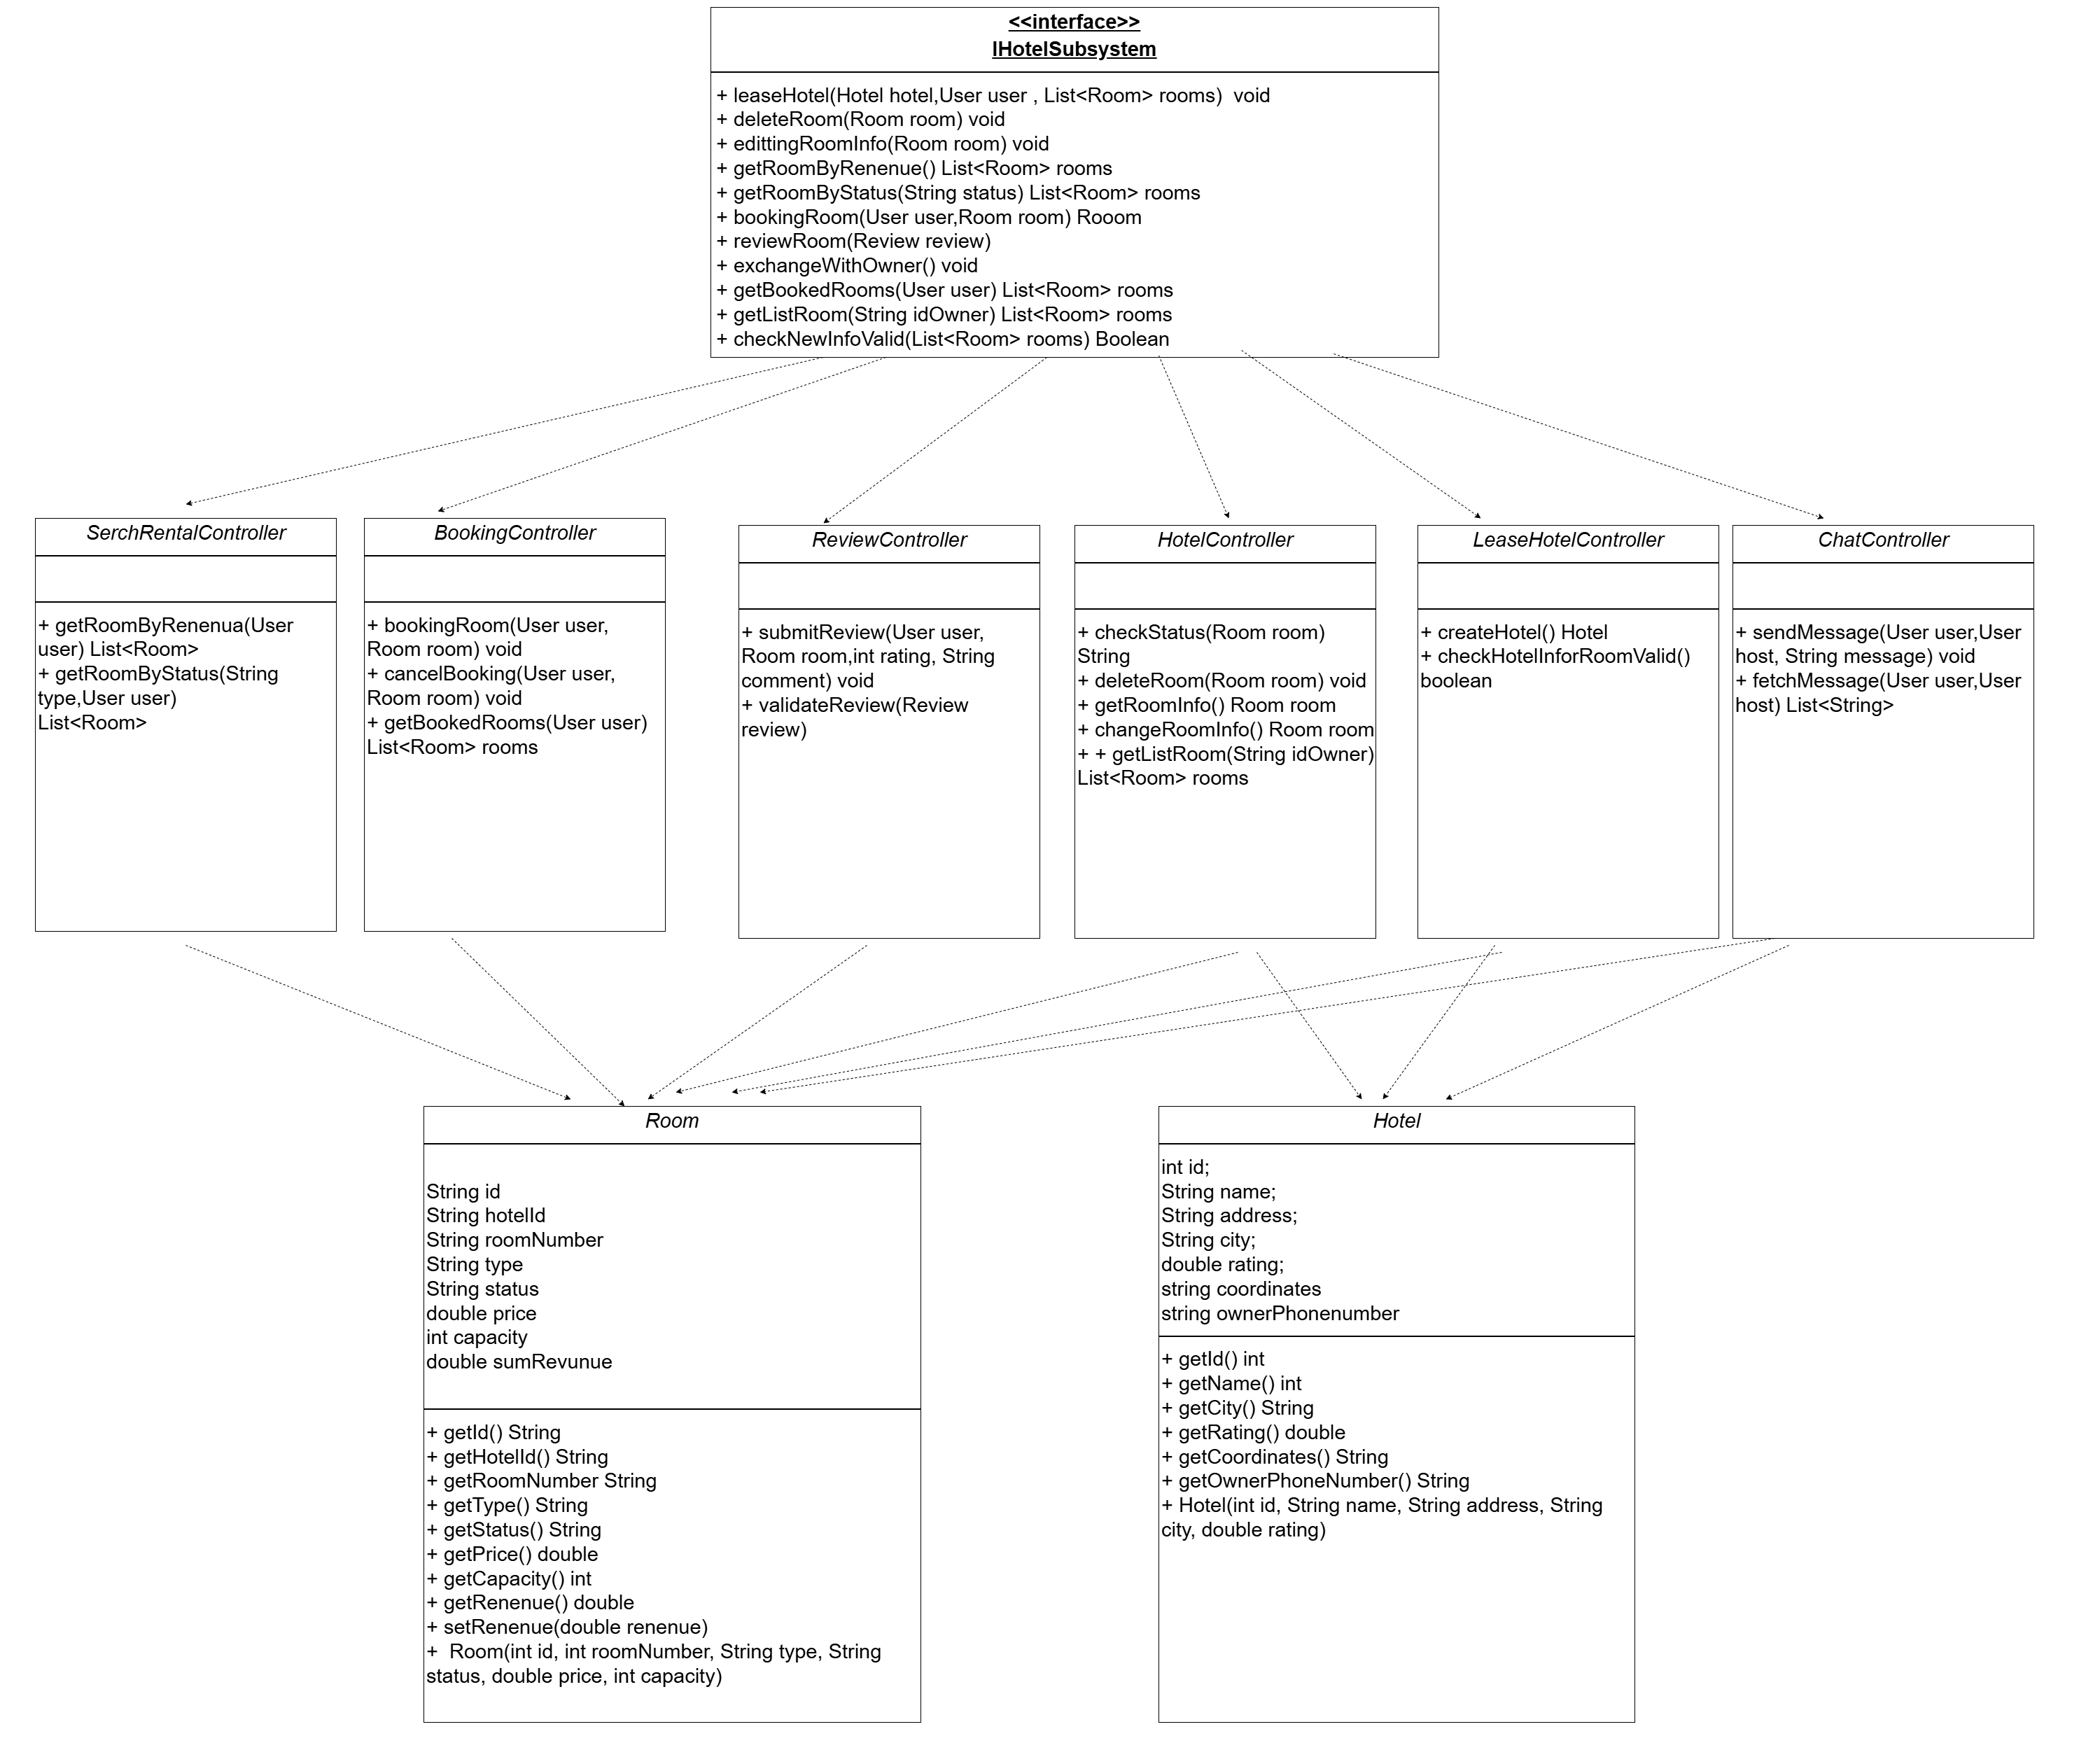 <<interface>>
IHotelSubsystem
+ leaseHotel(Hotel hotel,User user , List<Room> rooms)  void
+ deleteRoom(Room room) void
+ edittingRoomInfo(Room room) void
+ getRoomByRenenue() List<Room> rooms
+ getRoomByStatus(String status) List<Room> rooms
+ bookingRoom(User user,Room room) Rooom
+ reviewRoom(Review review)
+ exchangeWithOwner() void
+ getBookedRooms(User user) List<Room> rooms
+ getListRoom(String idOwner) List<Room> rooms
+ checkNewInfoValid(List<Room> rooms) Boolean
SerchRentalController
+ getRoomByRenenua(User
user) List<Room>
+ getRoomByStatus(String
type,User user)
List<Room>
BookingController
+ bookingRoom(User user,
Room room) void
+ cancelBooking(User user,
Room room) void
+ getBookedRooms(User user)
List<Room> rooms
ReviewController
+ submitReview(User user,
Room room,int rating, String
comment) void
+ validateReview(Review
review)
HotelController
+ checkStatus(Room room)
String
+ deleteRoom(Room room) void
+ getRoomInfo() Room room
+ changeRoomInfo() Room room
+ + getListRoom(String idOwner)
List<Room> rooms
LeaseHotelController
+ createHotel() Hotel
+ checkHotelInforRoomValid()
boolean
ChatController
+ sendMessage(User user,User
host, String message) void
+ fetchMessage(User user,User
host) List<String>
Room
String id
String hotelId
String roomNumber
String type
String status
double price
int capacity
double sumRevunue
+ getId() String
+ getHotelId() String
+ getRoomNumber String
+ getType() String
+ getStatus() String
+ getPrice() double
+ getCapacity() int
+ getRenenue() double
+ setRenenue(double renenue)
+  Room(int id, int roomNumber, String type, String
status, double price, int capacity)
Hotel
int id;
String name;
String address;
String city;
double rating;
string coordinates
string ownerPhonenumber
+ getId() int
+ getName() int
+ getCity() String
+ getRating() double
+ getCoordinates() String
+ getOwnerPhoneNumber() String
+ Hotel(int id, String name, String address, String
city, double rating)